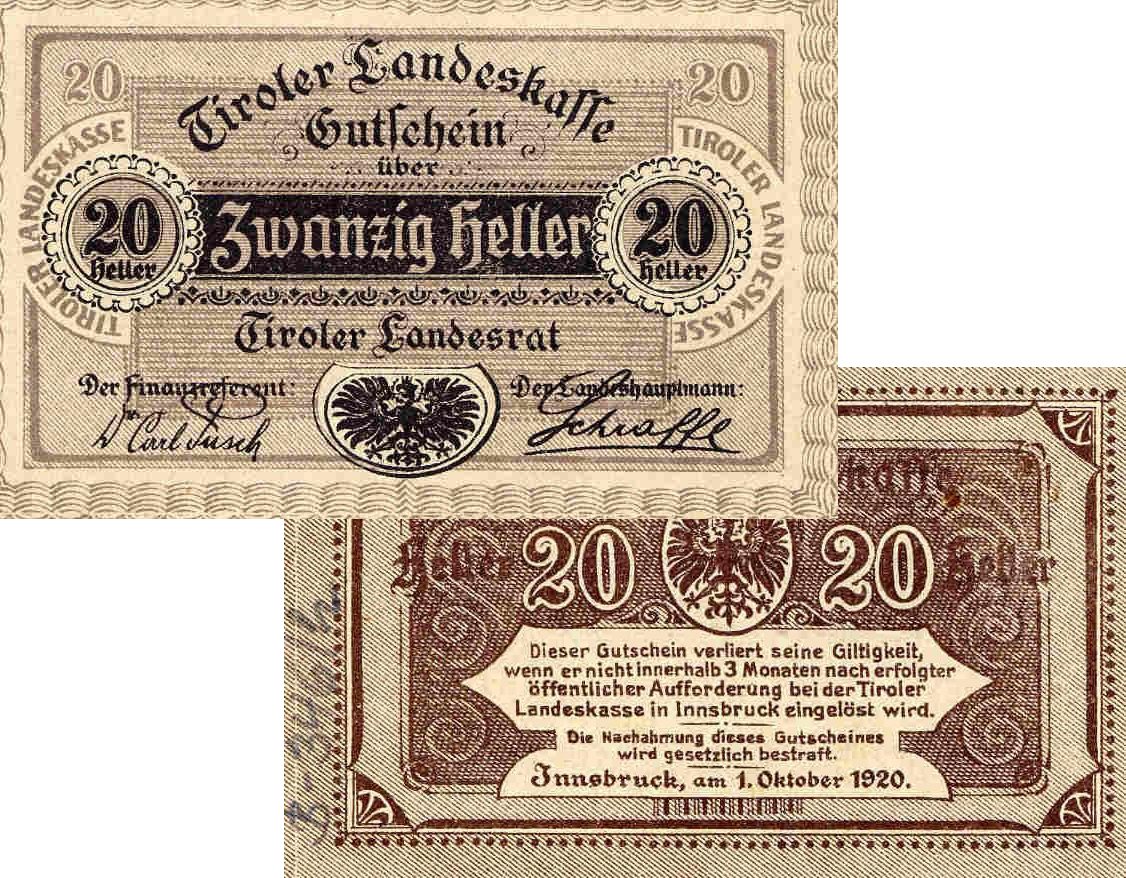 20 20
Tiroler Landeskasse
Gutschein
über
TIROLER LANDESKASSE
TIROLER LANDESKASSE
20
Heller
Zwanzig Heller
20
Heller
Tiroler Landesrat
Der Finanzreferent:
Der Landeshauptmann:
Dr Carl
Schraffl
Heller 20 20 Heller
Dieser Gutschein verliert seine Giltigkeit,
wenn er nicht innerhalb 3 Monaten nach erfolgter
öffentlicher Aufforderung bei der Tiroler
Landeskasse in Innsbruck eingelöst wird.
Die Nachahmung dieses Gutscheines
wird gesetzlich bestraft.
Innsbruck, am 1. Oktober 1920.